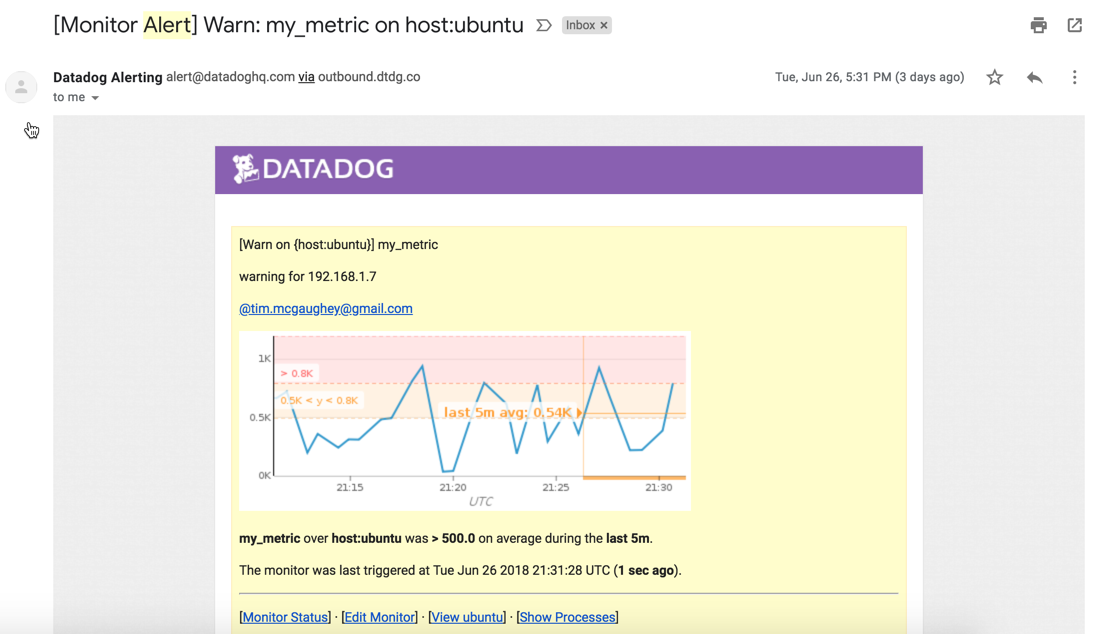 [Monitor Alert] Warn: my_metric on host:ubuntu Inbox ×
Datadog Alerting alert@datadoghq.com via outbound.dtdg.co Tue, Jun 26, 5:31 PM (3 days ago)
to me
DATADOG
[Warn on {host:ubuntu}] my_metric
warning for 192.168.1.7
@tim.mcgaughey@gmail.com
1K
> 0.8K
0.5K < y < 0.8K
0.5K
last 5m avg: 0.54K
0K
21:15 21:20 21:25 21:30
UTC
my_metric over host:ubuntu was > 500.0 on average during the last 5m.
The monitor was last triggered at Tue Jun 26 2018 21:31:28 UTC (1 sec ago).
[Monitor Status] · [Edit Monitor] · [View ubuntu] · [Show Processes]